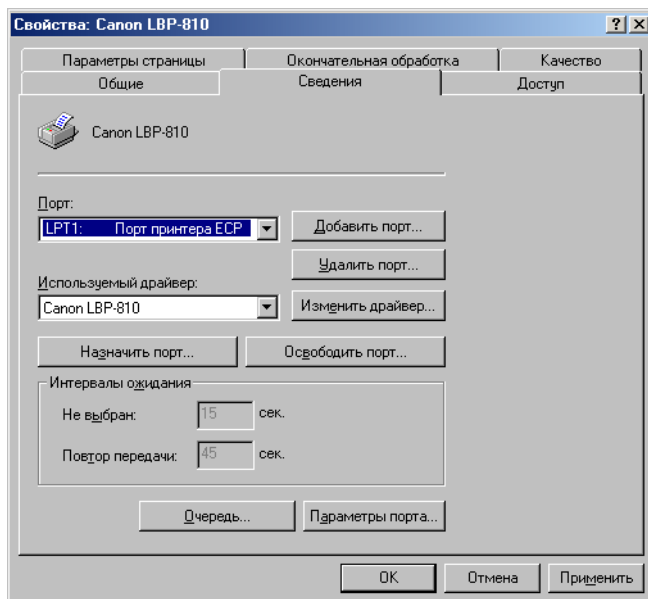 Свойства: Canon LBP-810
Параметры страницы Окончательная обработка Качество
Общие Сведения Доступ
Canon LBP-810
Порт:
LPT1: Порт принтера ECP Добавить порт...
Удалить порт...
Используемый драйвер:
Canon LBP-810 Изменить драйвер...
Назначить порт... Освободить порт...
Интервалы ожидания
Не выбран: 15 сек.
Повтор передачи: 45 сек.
Очередь... Параметры порта...
OK Отмена Применить